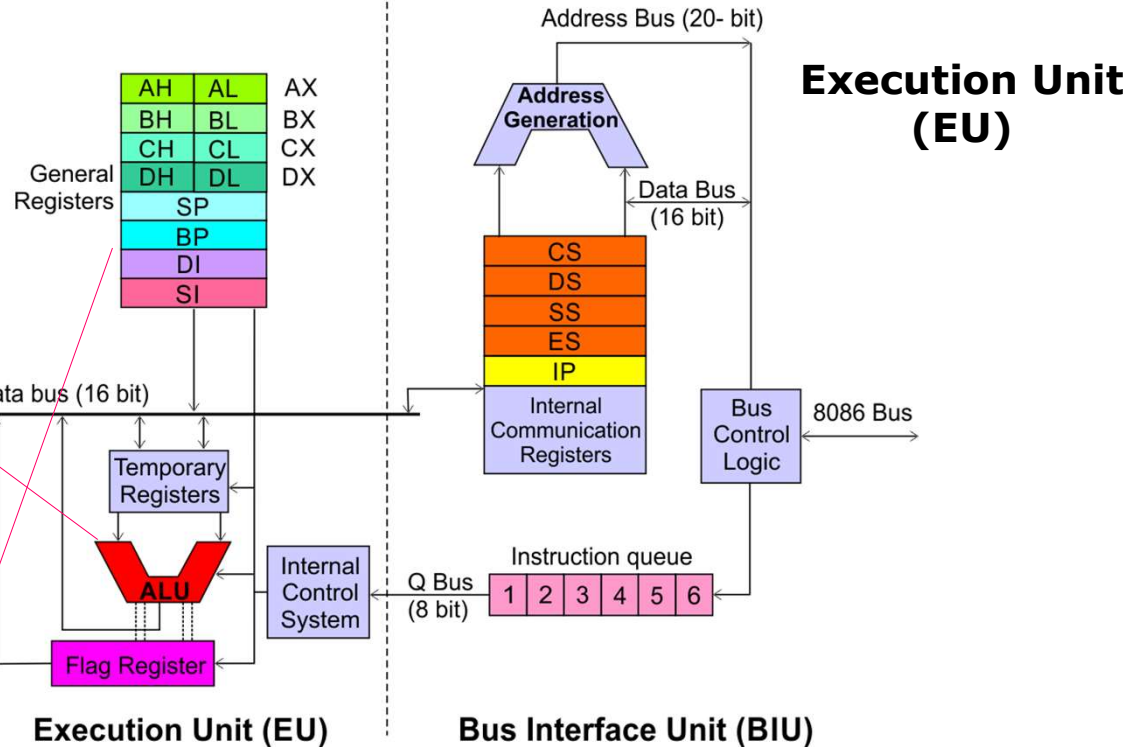 Address Bus (20- bit)
Execution Unit
(EU)
AH AL AX
BH BL BX
CH CL CX
DH DL DX
General
Registers
SP
BP
DI
SI
Address
Generation
Data Bus
(16 bit)
CS
DS
SS
ES
IP
Internal
Communication
Registers
ata bus (16 bit)
Bus
Control
Logic
8086 Bus
Temporary
Registers
ALU
Internal
Control
System
Q Bus
(8 bit)
Instruction queue
1 2 3 4 5 6
Flag Register
Execution Unit (EU)
Bus Interface Unit (BIU)